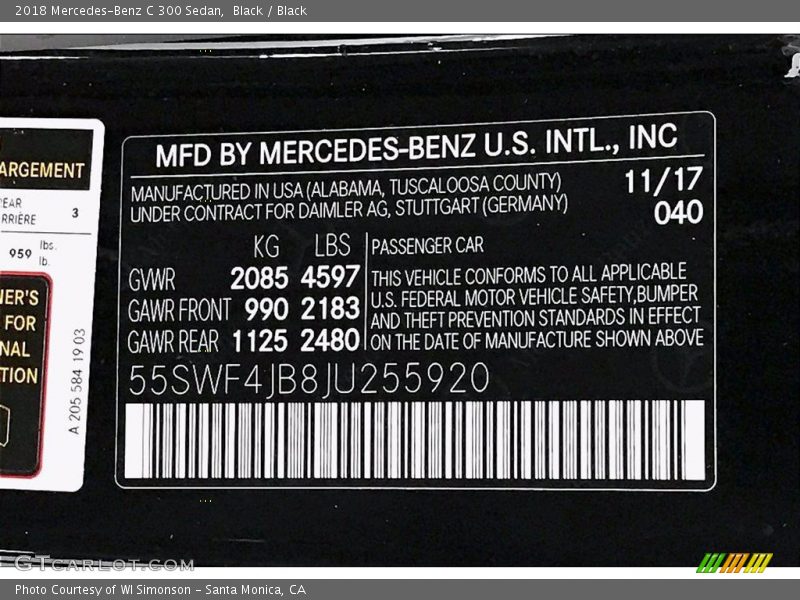 2018 Mercedes-Benz C 300 Sedan, Black / Black
ARGEMENT
EAR
RRIÈRE 3
959 lbs.
lb.
NER'S
FOR
NAL
TION
A 205 584 19 03
MFD BY MERCEDES-BENZ U.S. INTL., INC
MANUFACTURED IN USA (ALABAMA, TUSCALOOSA COUNTY) 11/17
UNDER CONTRACT FOR DAIMLER AG, STUTTGART (GERMANY) 040
KG LBS
GVWR 2085 4597
GAWR FRONT 990 2183
GAWR REAR 1125 2480
PASSENGER CAR
THIS VEHICLE CONFORMS TO ALL APPLICABLE
U.S. FEDERAL MOTOR VEHICLE SAFETY,BUMPER
AND THEFT PREVENTION STANDARDS IN EFFECT
ON THE DATE OF MANUFACTURE SHOWN ABOVE
55SWF4JB8JU255920
GTCARLOT.COM
Photo Courtesy of WI Simonson - Santa Monica, CA